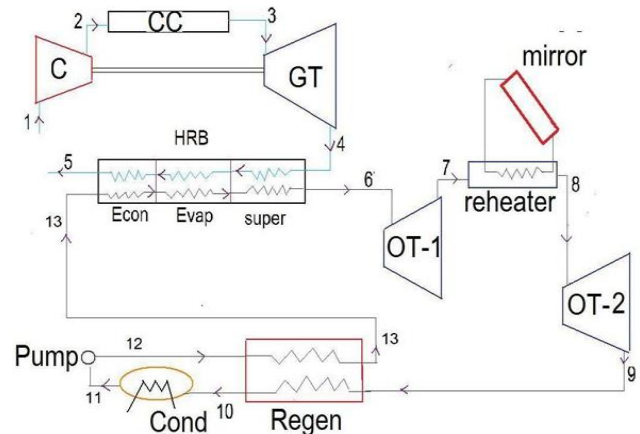 2
CC
3
mirror
C
GT
1
HRB
4
5
6
7
8
reheater
13
Econ
Evap
super
OT-1
OT-2
13
12
Pump
9
11
10
Cond
Regen